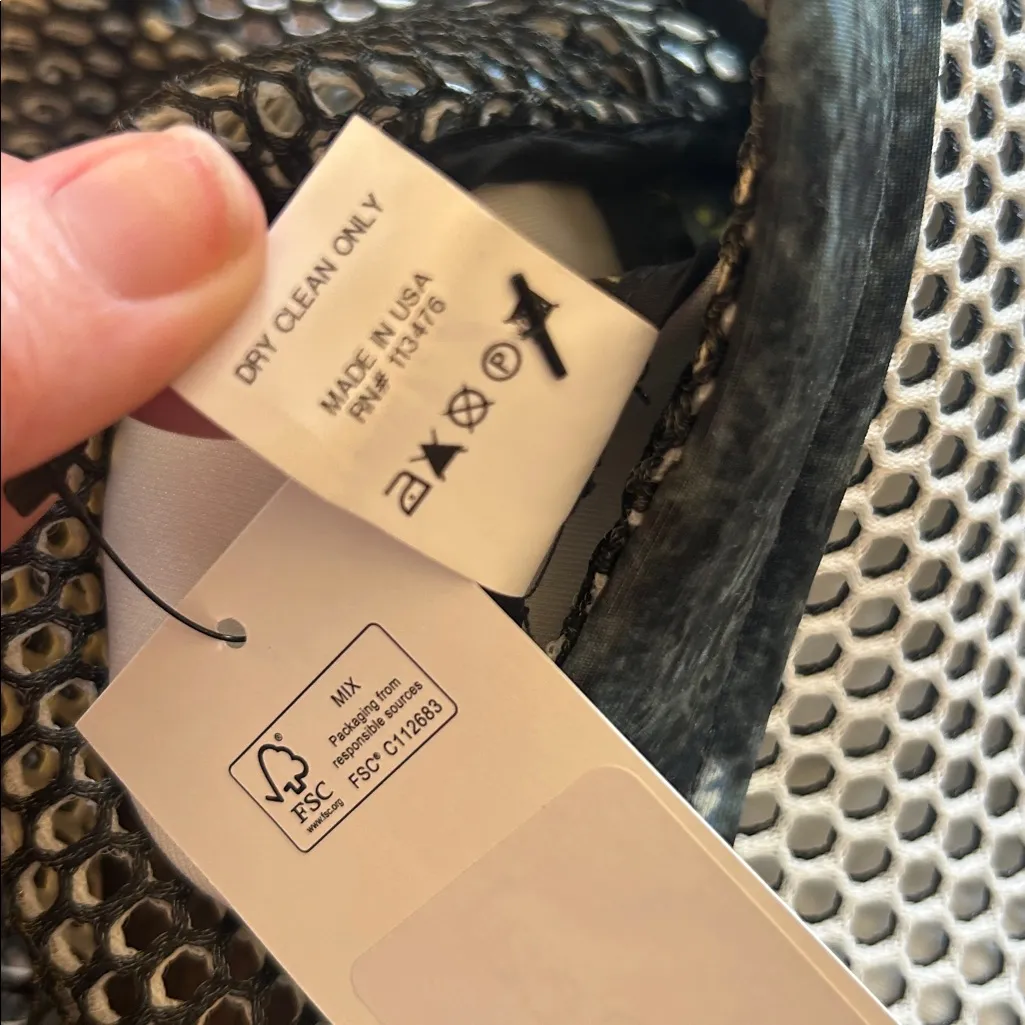 DRY CLEAN ONLY
MADE IN USA
RN# 113476
P
MIX
Packaging from
responsible sources
FSC® C112683
®
FSC
www.fsc.org